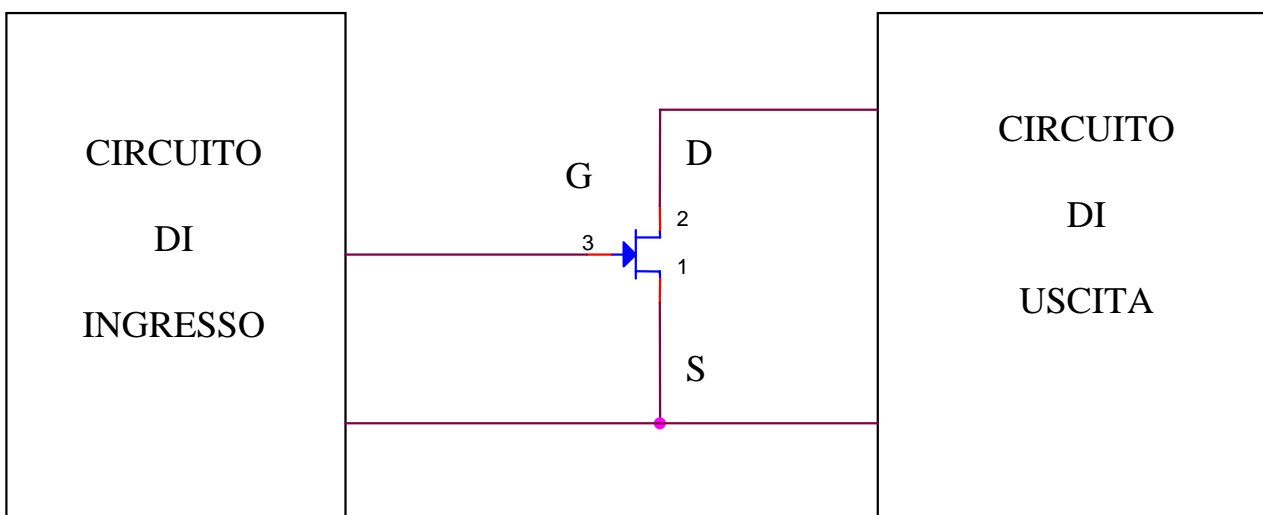 CIRCUITO
DI
INGRESSO
G
D
3
2
1
S
CIRCUITO
DI
USCITA